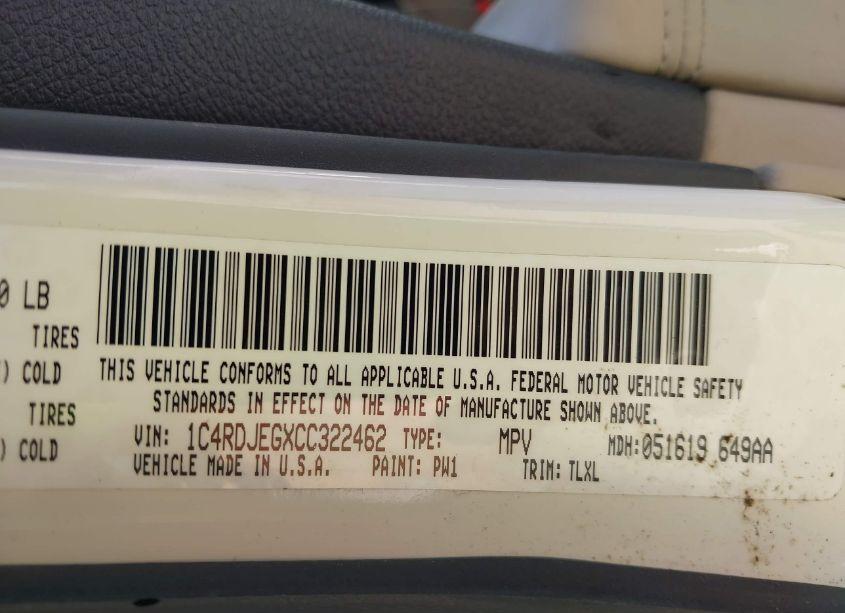 0 LB
TIRES
) COLD
THIS VEHICLE CONFORMS TO ALL APPLICABLE U.S.A. FEDERAL MOTOR VEHICLE SAFETY
STANDARDS IN EFFECT ON THE DATE OF MANUFACTURE SHOWN ABOVE.
TIRES
VIN: 1C4RDJEGXCC322462 TYPE: MPV MDH:051619 649AA
) COLD
VEHICLE MADE IN U.S.A. PAINT: PW1 TRIM: TLXL